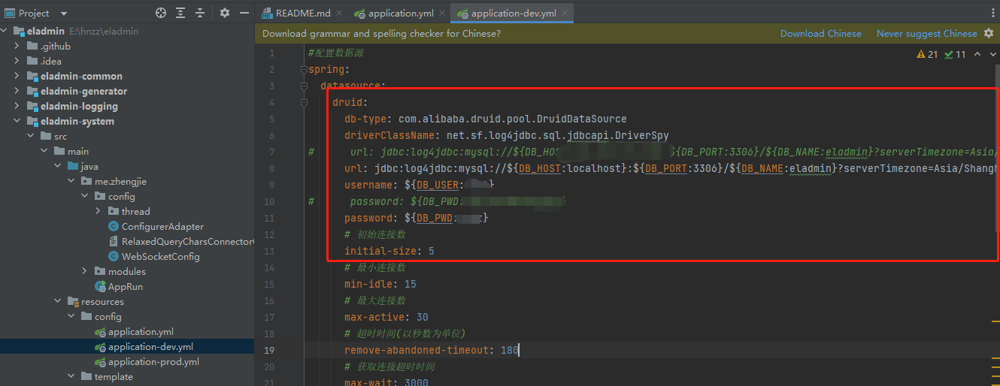 Project
README.md
application.yml
application-dev.yml
eladmin E:\hnzz\eladmin
.github
.idea
eladmin-common
eladmin-generator
eladmin-logging
eladmin-system
src
main
java
me.zhengjie
config
thread
ConfigurerAdapter
RelaxedQueryCharsConnector
WebSocketConfig
modules
AppRun
resources
config
application.yml
application-dev.yml
application-prod.yml
template
Download grammar and spelling checker for Chinese? Download Chinese Never suggest Chinese
21 11
1 #配置数据源
2 spring:
3 datasource:
4 druid:
5 db-type: com.alibaba.druid.pool.DruidDataSource
6 driverClassName: net.sf.log4jdbc.sql.jdbcapi.DriverSpy
7 # url: jdbc:log4jdbc:mysql://${DB_HOS {DB_PORT:3306}/${DB_NAME:eladmin}?serverTimezone=Asia/
8 url: jdbc:log4jdbc:mysql://${DB_HOST:localhost}:${DB_PORT:3306}/${DB_NAME:eladmin}?serverTimezone=Asia/Shangh
9 username: ${DB_USER: }
10 # password: ${DB_PWD: }
11 password: ${DB_PWD: }
12 # 初始连接数
13 initial-size: 5
14 # 最小连接数
15 min-idle: 15
16 # 最大连接数
17 max-active: 30
18 # 超时时间(以秒数为单位)
19 remove-abandoned-timeout: 180
20 # 获取连接超时时间
21 max-wait: 3000